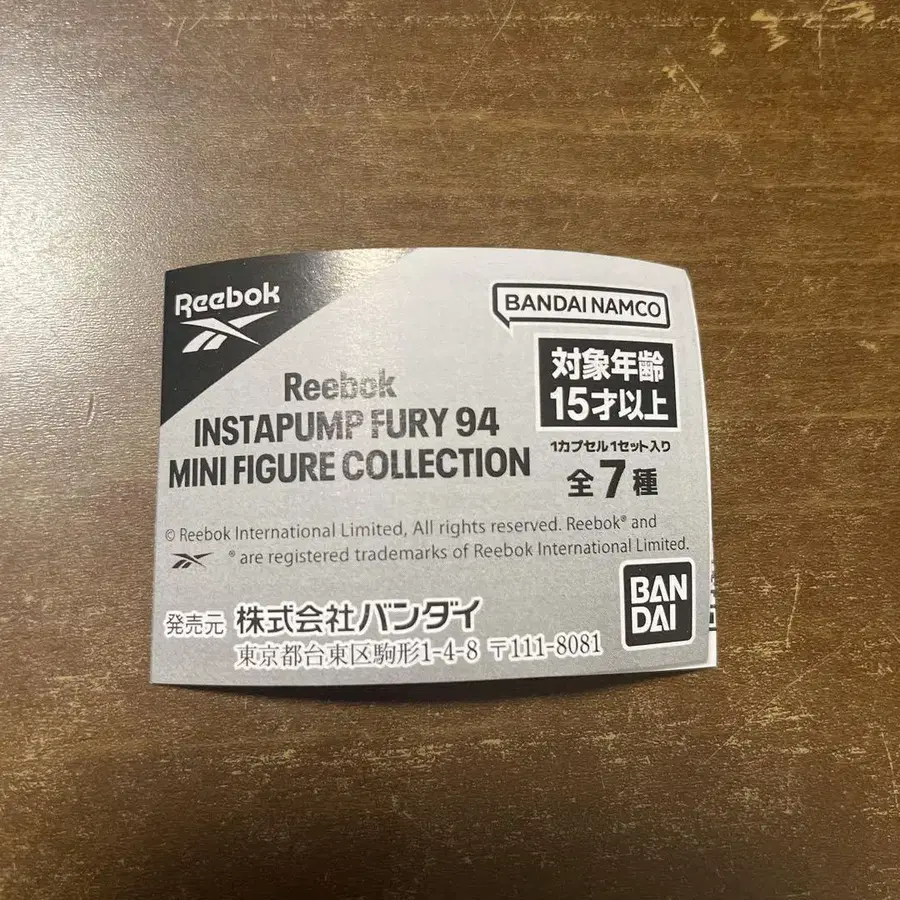 Reebok
BANDAI NAMCO
対象年齢
15才以上
1カプセル1セット入り
全7種
Reebok
INSTAPUMP FURY 94
MINI FIGURE COLLECTION
© Reebok International Limited, All rights reserved. Reebok® and
® are registered trademarks of Reebok International Limited.
発売元 株式会社バンダイ
東京都台東区駒形1-4-8 〒111-8081
BAN
DAI